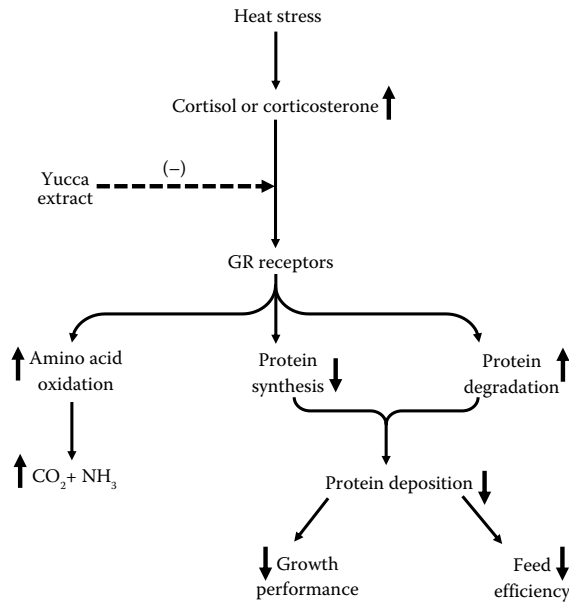 Heat stress
Cortisol or corticosterone
(–)
Yucca
extract
GR receptors
Amino acid
oxidation
Protein
synthesis
Protein
degradation
CO₂+ NH₃
Protein deposition
Growth
performance
Feed
efficiency